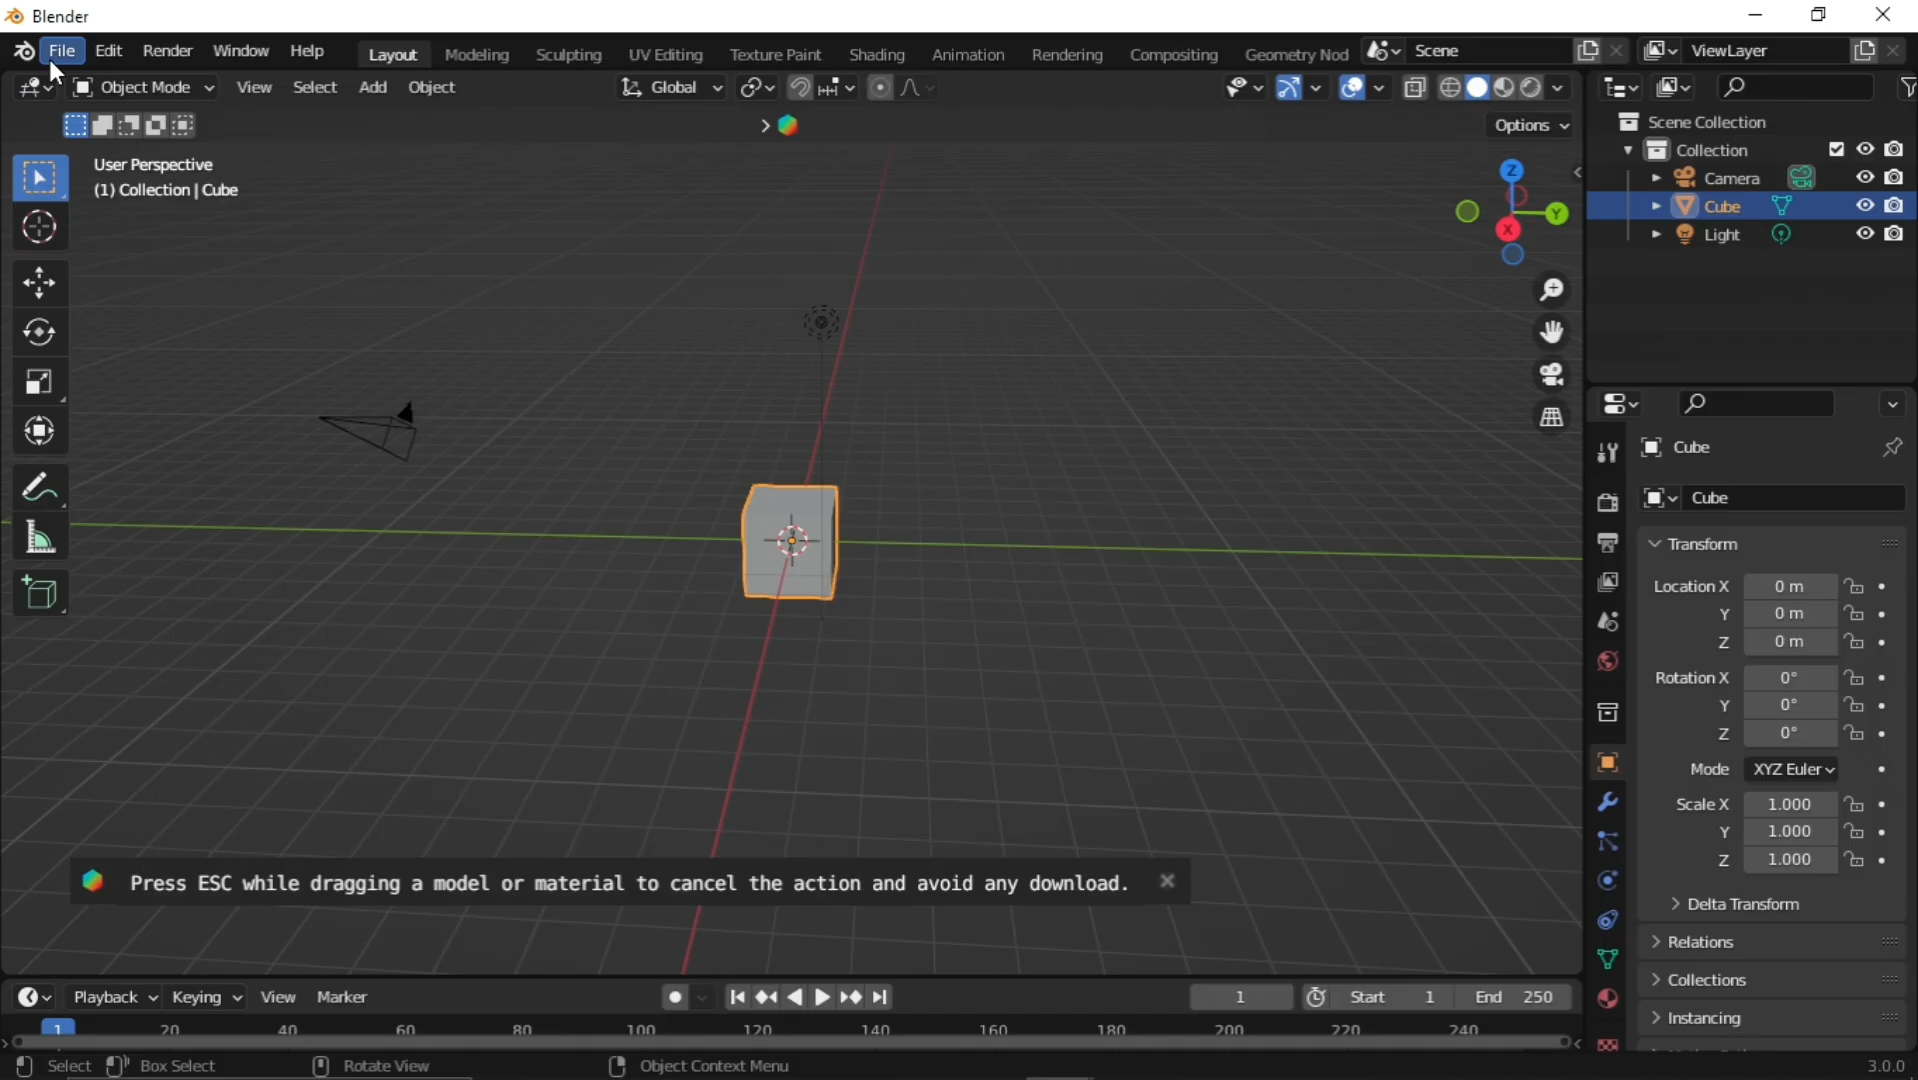 Blender
File Edit Render Window Help Layout Modeling Sculpting UV Editing Texture Paint Shading Animation Rendering Compositing Geometry Nod Scene ViewLayer
Object Mode View Select Add Object Global
Options
User Perspective
(1) Collection | Cube
Z
Y
X
Scene Collection
Collection
Camera
Cube
Light
Cube
Cube
Transform
Location X 0 m
Y 0 m
Z 0 m
Rotation X 0°
Y 0°
Z 0°
Mode XYZ Euler
Scale X 1.000
Y 1.000
Z 1.000
Delta Transform
Relations
Collections
Instancing
Press ESC while dragging a model or material to cancel the action and avoid any download.
Playback Keying View Marker 1 Start 1 End 250
1 20 40 60 80 100 120 140 160 180 200 220 240
Select Box Select Rotate View Object Context Menu 3.0.0